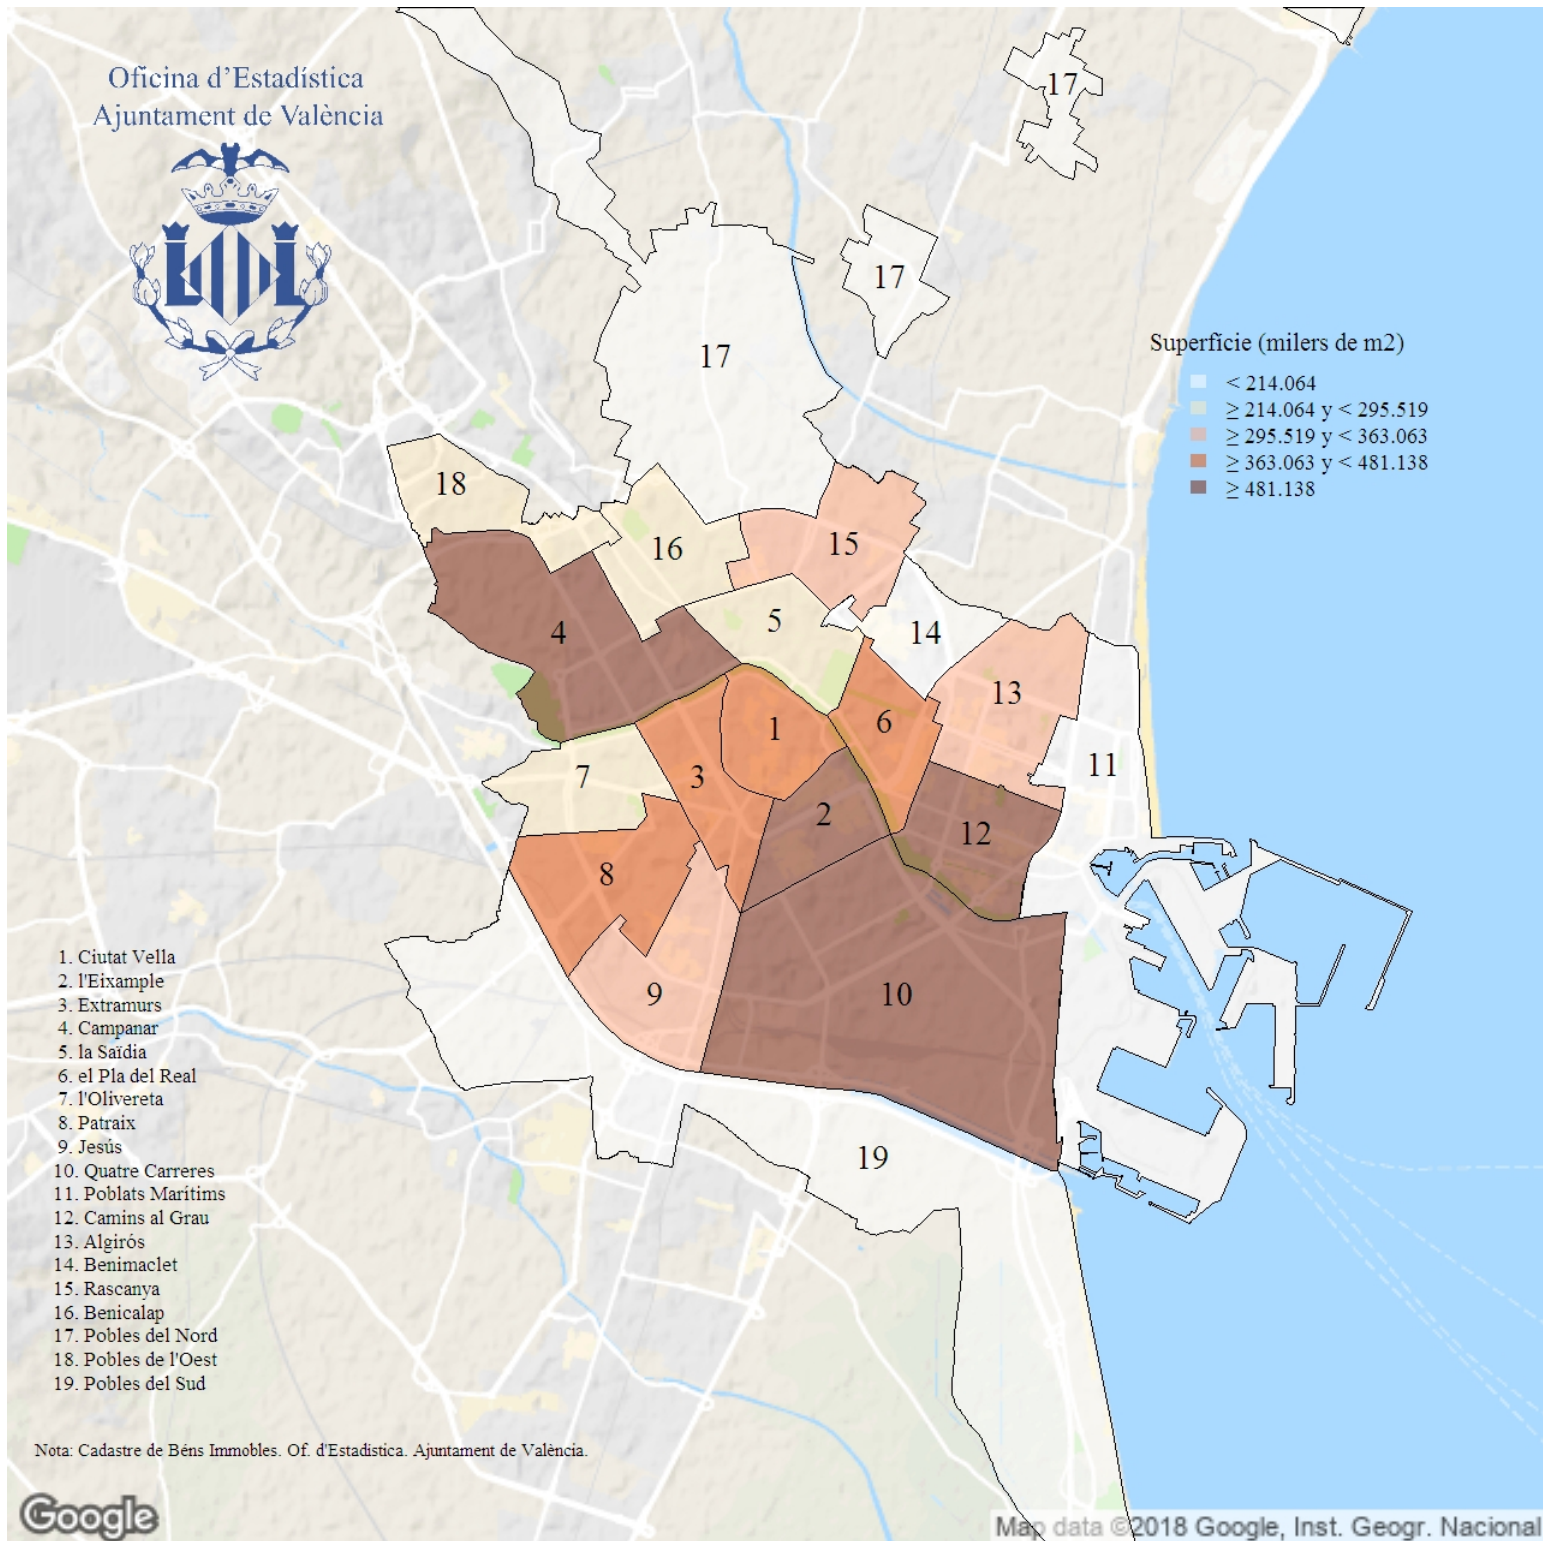 Oficina d'Estadística
Ajuntament de València
17
17
17
Superfície (milers de m2)
< 214.064
≥ 214.064 y < 295.519
≥ 295.519 y < 363.063
≥ 363.063 y < 481.138
≥ 481.138
18
16
15
5
4
14
13
6
1
11
7
3
2
12
8
9
10
19
1. Ciutat Vella
2. l'Eixample
3. Extramurs
4. Campanar
5. la Saïdia
6. el Pla del Real
7. l'Olivereta
8. Patraix
9. Jesús
10. Quatre Carreres
11. Poblats Marítims
12. Camins al Grau
13. Algirós
14. Benimaclet
15. Rascanya
16. Benicalap
17. Pobles del Nord
18. Pobles de l'Oest
19. Pobles del Sud
Nota: Cadastre de Béns Immobles. Of. d'Estadística. Ajuntament de València.
Google
Map data ©2018 Google, Inst. Geogr. Nacional